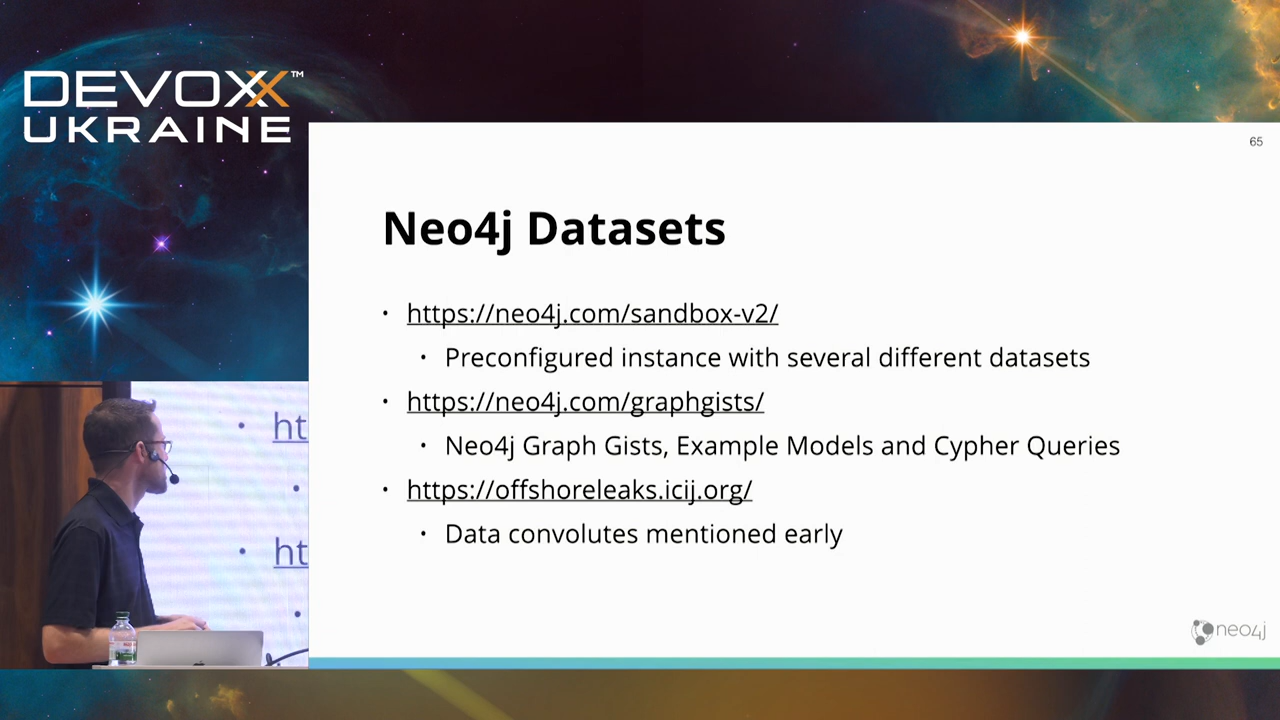 DEVOXX™
UKRAINE
65
Neo4j Datasets
• https://neo4j.com/sandbox-v2/
• Preconfigured instance with several different datasets
• https://neo4j.com/graphgists/
• Neo4j Graph Gists, Example Models and Cypher Queries
• https://offshoreleaks.icij.org/
• Data convolutes mentioned early
• ht
•
• ht
•
neo4j